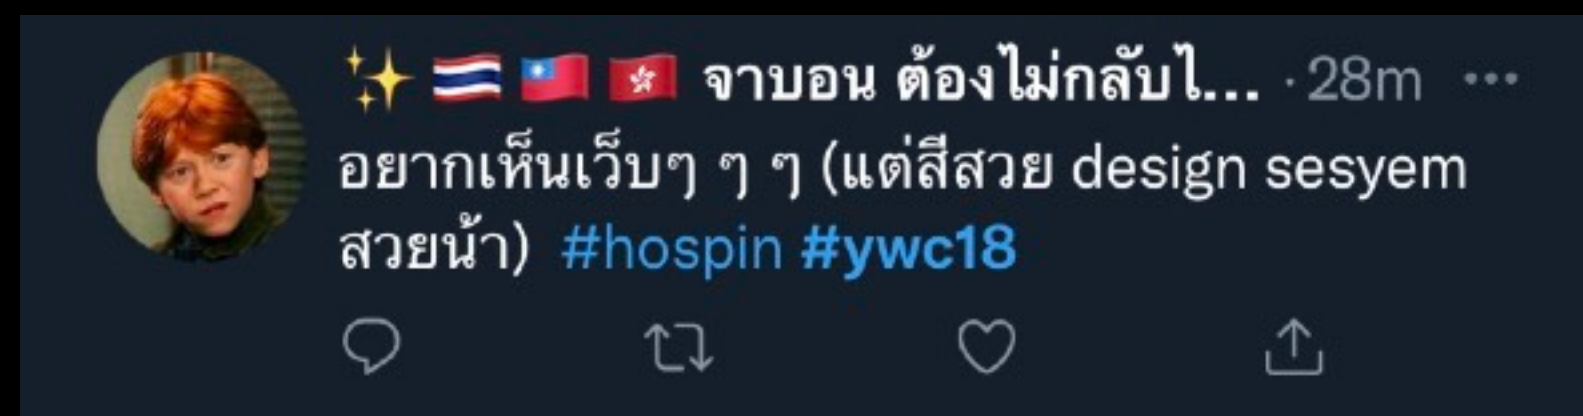 ✨ 🇹🇭 🇹🇼 🇭🇰 จาบอน ต้องไม่กลับไ... · 28m
อยากเห็นเว็บๆ ๆ ๆ (แต่สีสวย design sesyem
สวยน้า) #hospin #ywc18